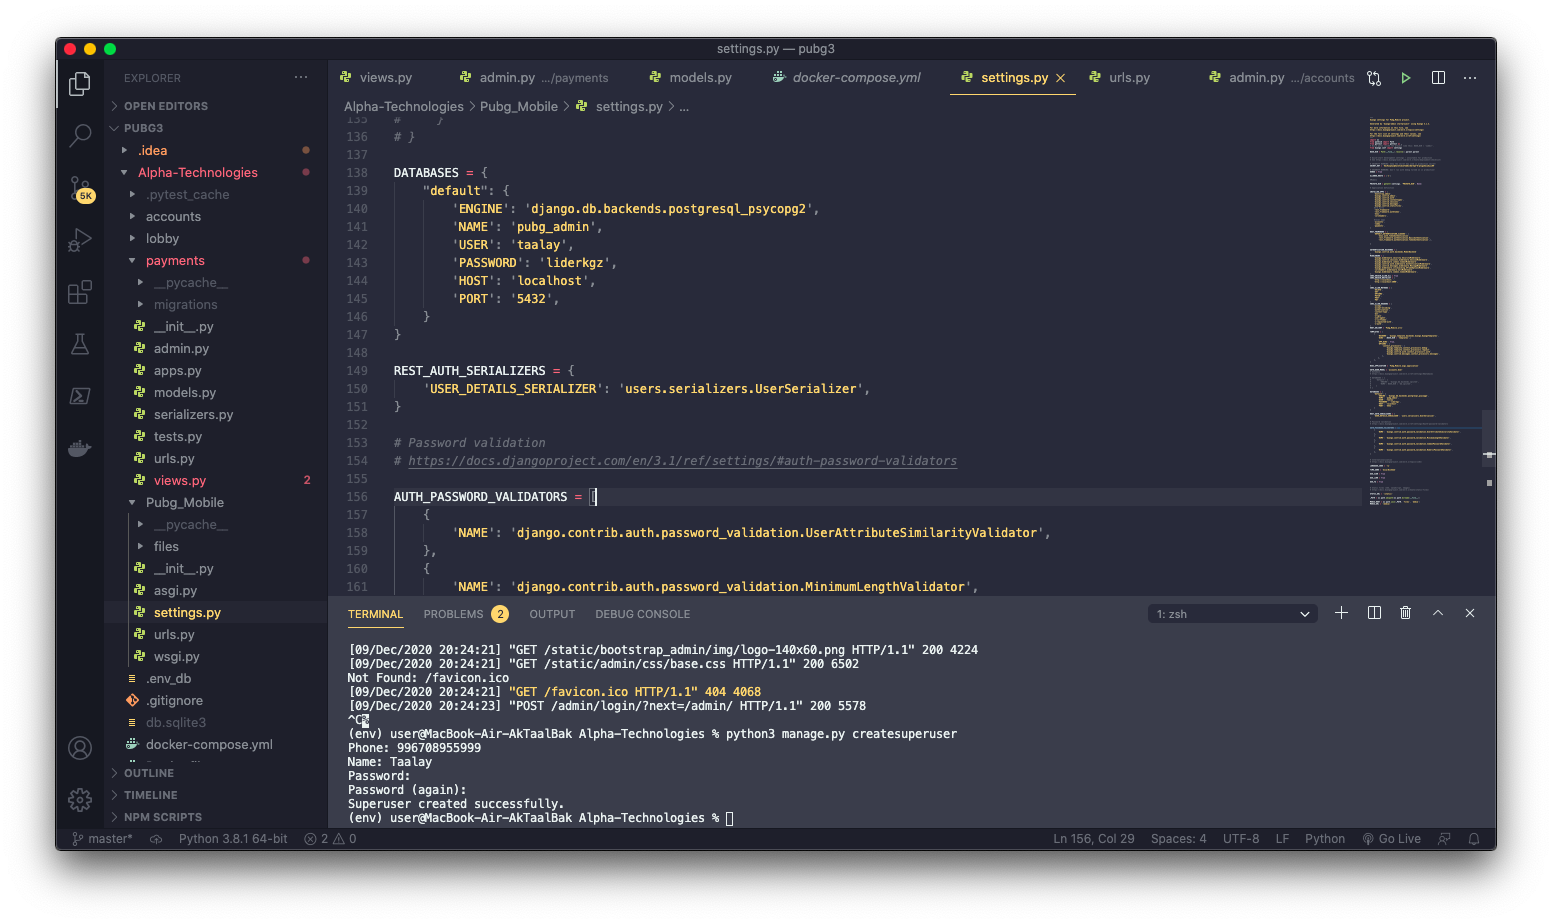 settings.py — pubg3
EXPLORER
views.py
admin.py .../payments
models.py
docker-compose.yml
settings.py
urls.py
admin.py .../accounts
OPEN EDITORS
PUBG3
.idea
Alpha-Technologies
.pytest_cache
accounts
lobby
payments
__pycache__
migrations
__init__.py
admin.py
apps.py
models.py
serializers.py
tests.py
urls.py
views.py 2
Pubg_Mobile
__pycache__
files
__init__.py
asgi.py
settings.py
urls.py
wsgi.py
.env_db
.gitignore
db.sqlite3
docker-compose.yml
OUTLINE
TIMELINE
NPM SCRIPTS
5K
Alpha-Technologies > Pubg_Mobile > settings.py > ...
135 # }
136 # }
137
138 DATABASES = {
139 "default": {
140 'ENGINE': 'django.db.backends.postgresql_psycopg2',
141 'NAME': 'pubg_admin',
142 'USER': 'taalay',
143 'PASSWORD': 'liderkgz',
144 'HOST': 'localhost',
145 'PORT': '5432',
146 }
147 }
148
149 REST_AUTH_SERIALIZERS = {
150 'USER_DETAILS_SERIALIZER': 'users.serializers.UserSerializer',
151 }
152
153 # Password validation
154 # https://docs.djangoproject.com/en/3.1/ref/settings/#auth-password-validators
155
156 AUTH_PASSWORD_VALIDATORS = [
157 {
158 'NAME': 'django.contrib.auth.password_validation.UserAttributeSimilarityValidator',
159 },
160 {
161 'NAME': 'django.contrib.auth.password_validation.MinimumLengthValidator',
TERMINAL PROBLEMS 2 OUTPUT DEBUG CONSOLE 1: zsh
[09/Dec/2020 20:24:21] "GET /static/bootstrap_admin/img/logo-140x60.png HTTP/1.1" 200 4224
[09/Dec/2020 20:24:21] "GET /static/admin/css/base.css HTTP/1.1" 200 6502
Not Found: /favicon.ico
[09/Dec/2020 20:24:21] "GET /favicon.ico HTTP/1.1" 404 4068
[09/Dec/2020 20:24:23] "POST /admin/login/?next=/admin/ HTTP/1.1" 200 5578
^C%
(env) user@MacBook-Air-AkTaalBak Alpha-Technologies % python3 manage.py createsuperuser
Phone: 996708955999
Name: Taalay
Password:
Password (again):
Superuser created successfully.
(env) user@MacBook-Air-AkTaalBak Alpha-Technologies %
master* Python 3.8.1 64-bit 2 0 Ln 156, Col 29 Spaces: 4 UTF-8 LF Python Go Live